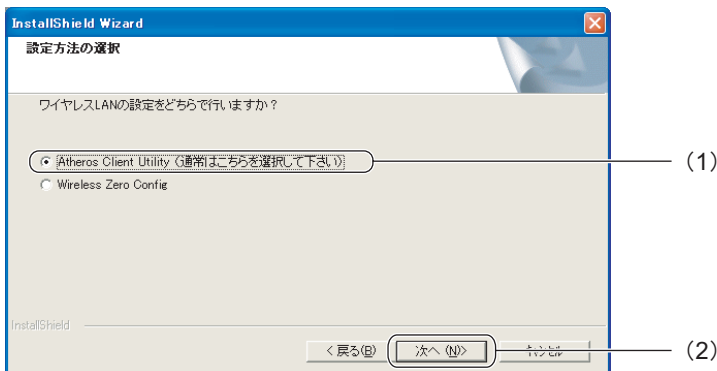 InstallShield Wizard
設定方法の選択
ワイヤレスLANの設定をどちらで行いますか？
Atheros Client Utility (通常はこちらを選択して下さい)
（1）
Wireless Zero Config
InstallShield
< 戻る(B)
次へ (N)>
キャンセル
（2）